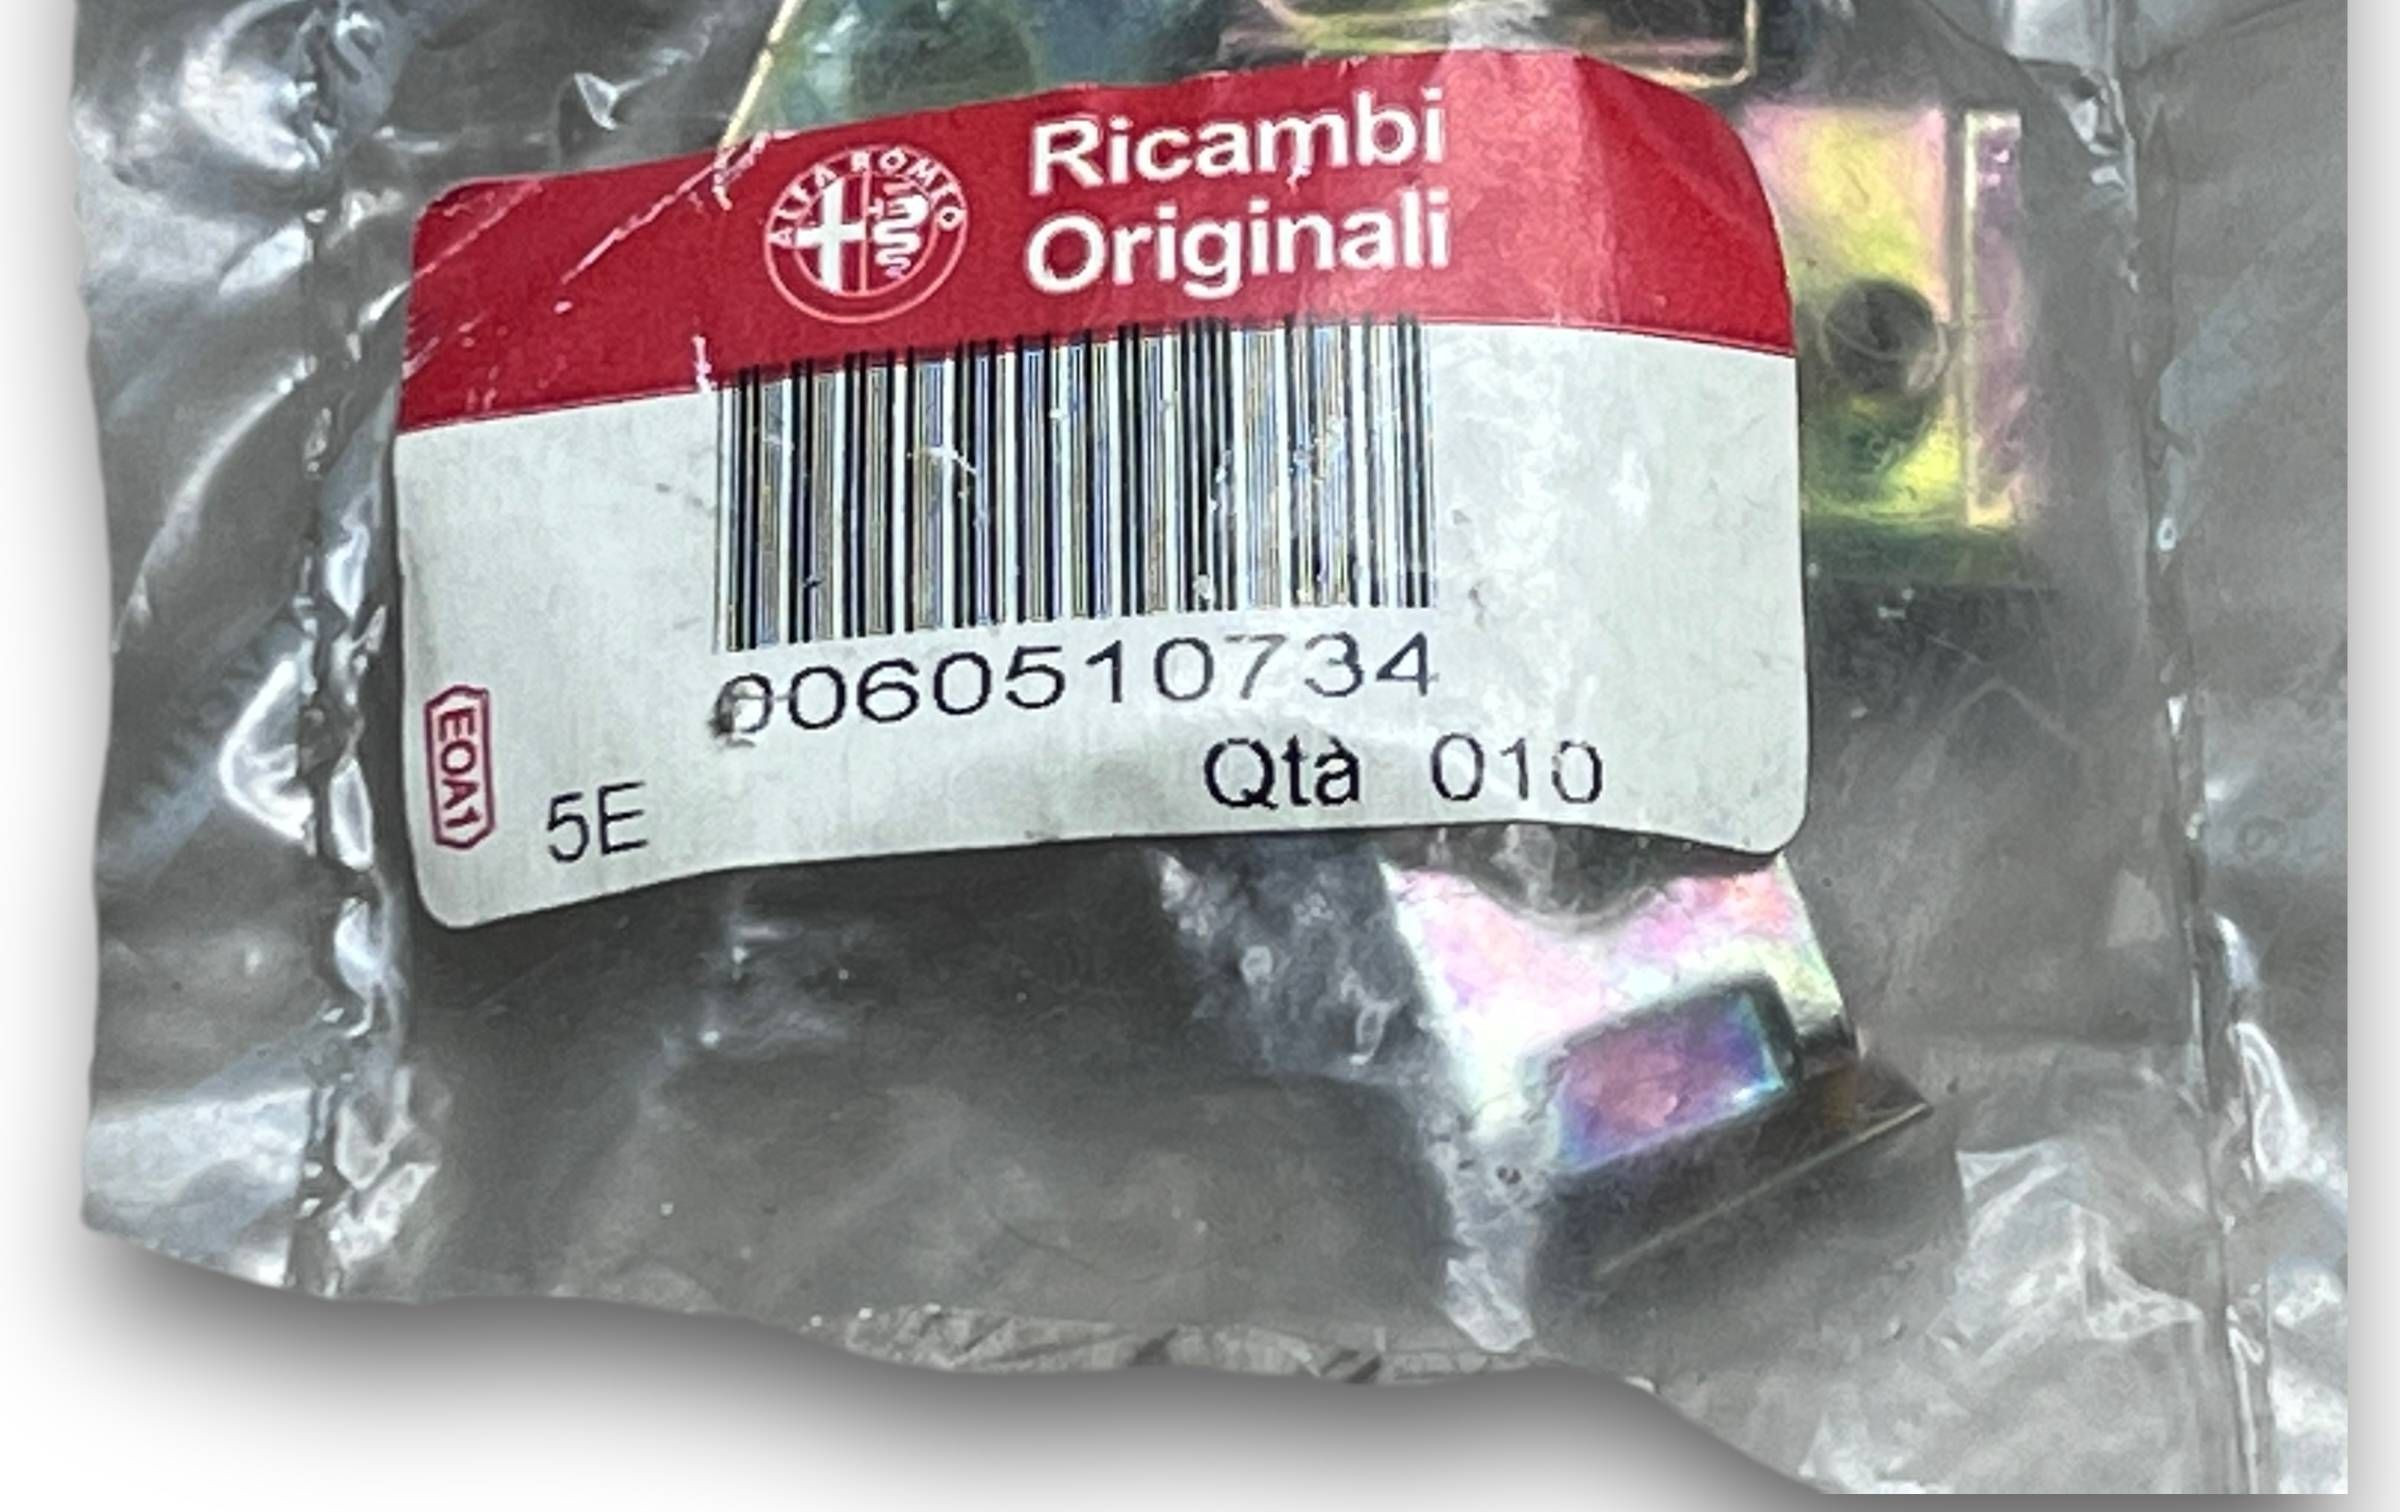 ALFA ROMEO
Ricambi
Originali
0060510734
Qtà 010
5E
EOA1